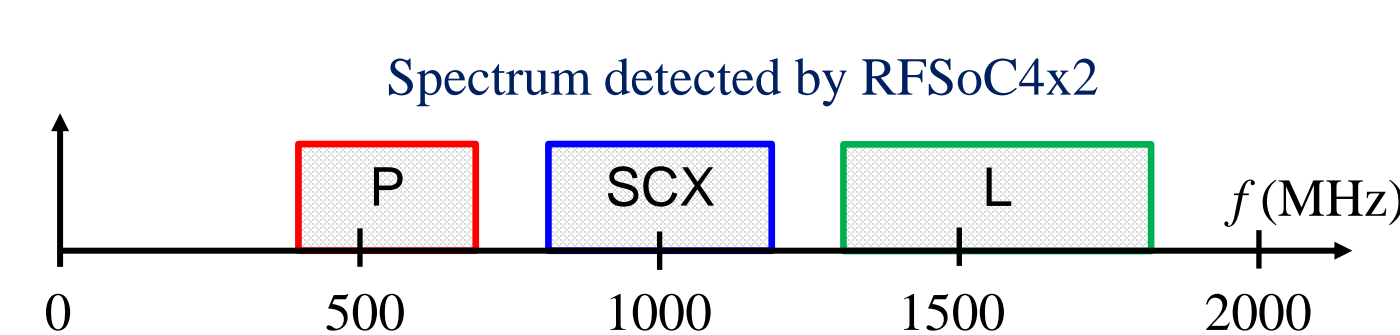 Spectrum detected by RFSoC4x2
P
SCX
L
f (MHz)
0
500
1000
1500
2000